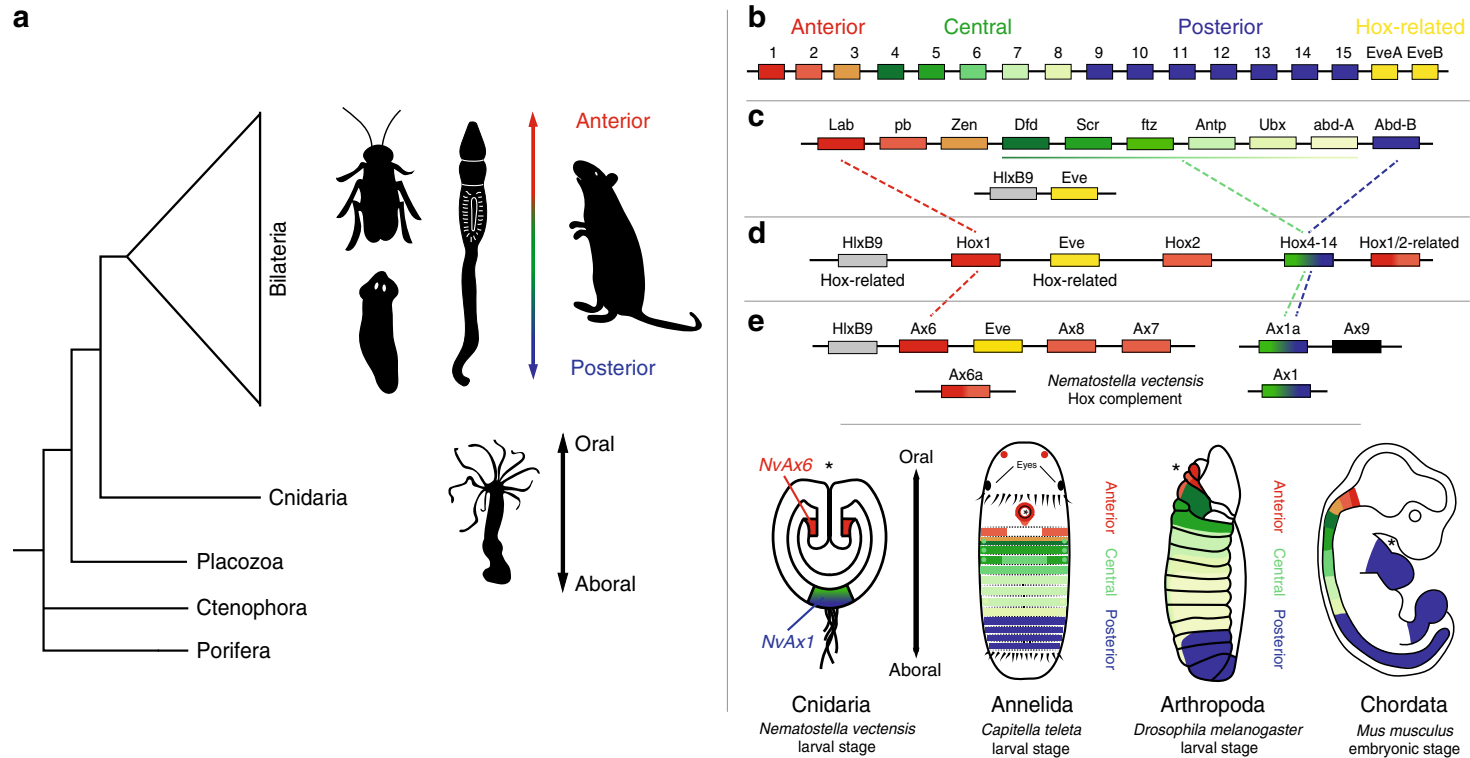 a
Bilateria
Anterior
Posterior
Oral
Aboral
Cnidaria
Placozoa
Ctenophora
Porifera
b
Anterior Central Posterior Hox-related
1 2 3 4 5 6 7 8 9 10 11 12 13 14 15 EveA EveB
c
Lab pb Zen Dfd Scr ftz Antp Ubx abd-A Abd-B
HlxB9 Eve
d
HlxB9 Hox1 Eve Hox2 Hox4-14 Hox1/2-related
Hox-related Hox-related
e
HlxB9 Ax6 Eve Ax8 Ax7 Ax1a Ax9
Ax6a Ax1
Nematostella vectensis
Hox complement
NvAx6 *
NvAx1
Oral
Aboral
Eyes
*
Anterior
Central
Posterior
*
Anterior
Central
Posterior
*
Cnidaria
Nematostella vectensis
larval stage
Annelida
Capitella teleta
larval stage
Arthropoda
Drosophila melanogaster
larval stage
Chordata
Mus musculus
embryonic stage